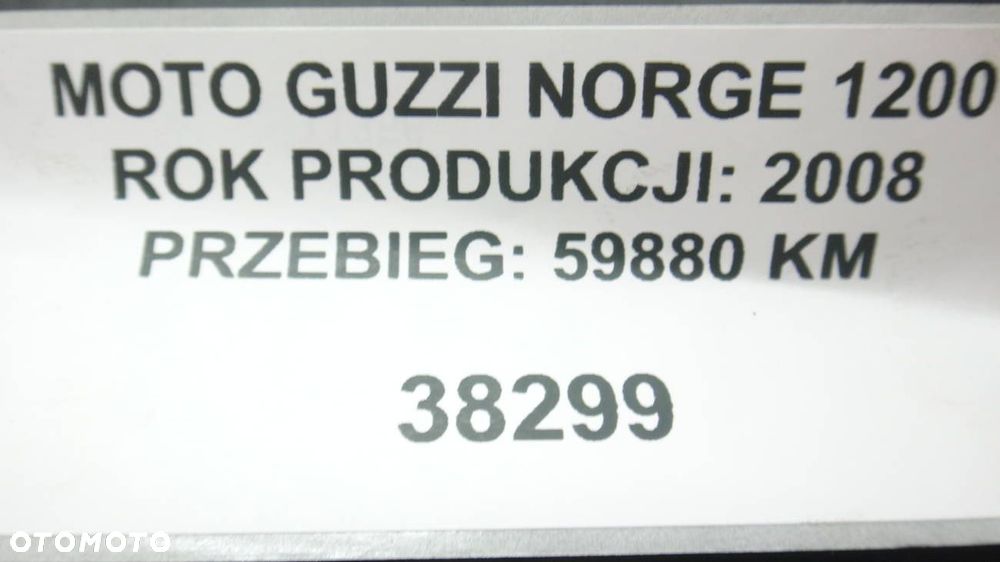 MOTO GUZZI NORGE 1200
ROK PRODUKCJI: 2008
PRZEBIEG: 59880 KM
38299
OTOMOTO